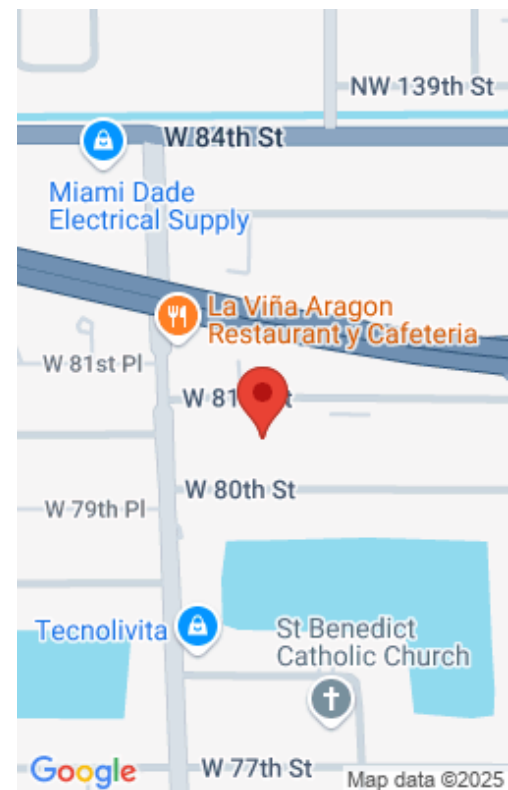 NW 139th St
W 84th St
Miami Dade
Electrical Supply
La Viña Aragon
Restaurant y Cafeteria
W 81st Pl
W 81
t
W 80th St
W 79th Pl
Tecnolivita
St Benedict
Catholic Church
W 77th St
Google
Map data ©2025